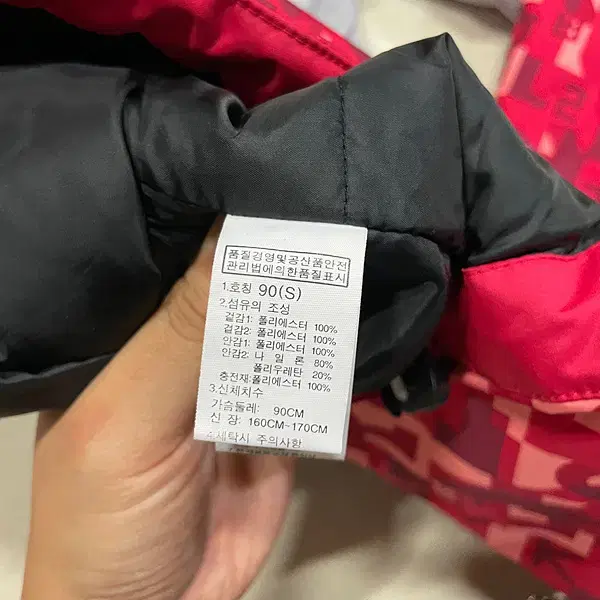 품질경영및공산품안전
관리법에의한품질표시
1.호칭 90(S)
2.섬유의 조성
겉감1: 폴리에스터 100%
겉감2: 폴리에스터 100%
안감1: 폴리에스터 100%
안감2: 나 일 론 80%
폴리우레탄 20%
충전재:폴리에스터 100%
3.신체치수
가슴둘레: 90CM
신 장: 160CM~170CM
4.세탁시 주의사항